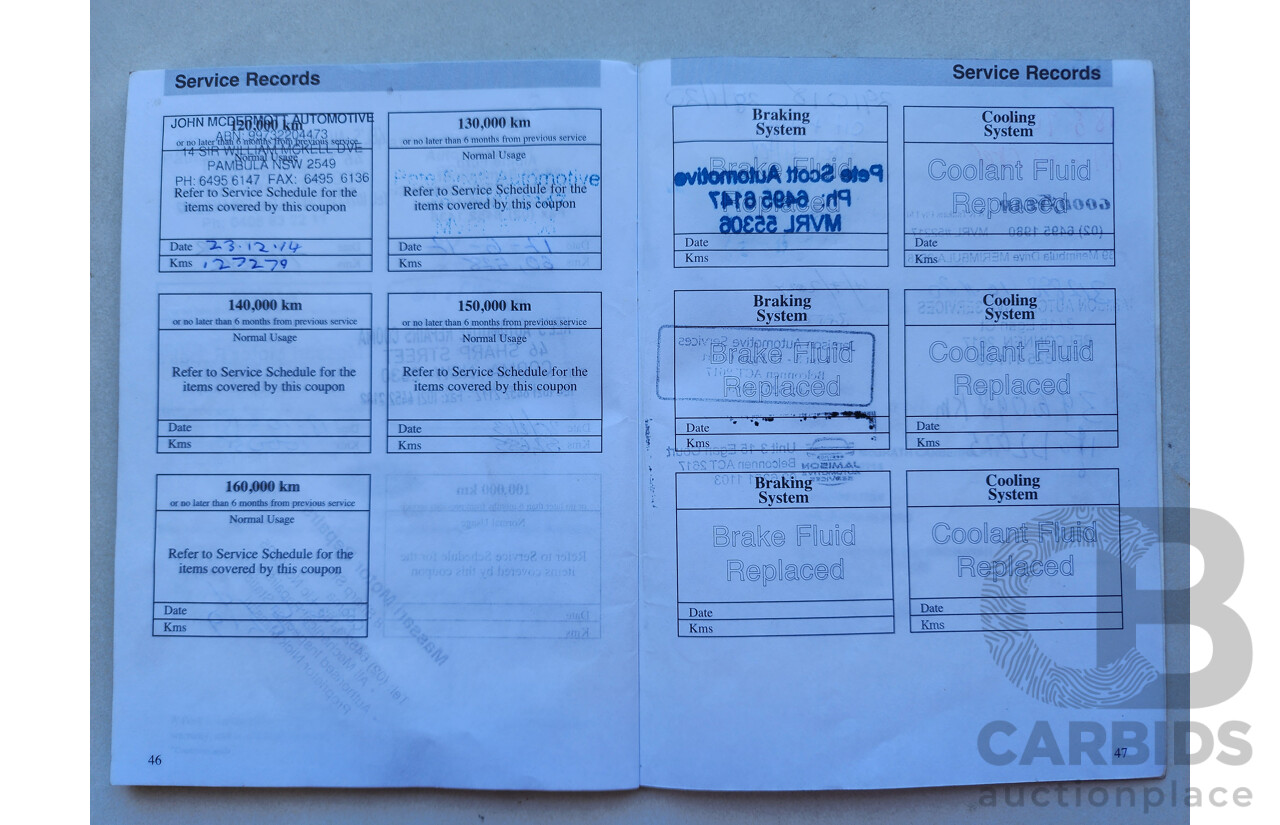 Service Records
JOHN MCDERMOTT AUTOMOTIVE
120,000 km
ABN: 99732204473
or no later than 6 months from previous service
14 SIR WILLIAM MCKELL DVE
Normal Usage
PAMBULA NSW 2549
PH: 6495 6147 FAX: 6495 6136
Refer to Service Schedule for the
items covered by this coupon
Date 23.12.14
Kms 127279
130,000 km
or no later than 6 months from previous service
Normal Usage
Refer to Service Schedule for the
items covered by this coupon
Date
Kms
140,000 km
or no later than 6 months from previous service
Normal Usage
Refer to Service Schedule for the
items covered by this coupon
Date
Kms
150,000 km
or no later than 6 months from previous service
Normal Usage
Refer to Service Schedule for the
items covered by this coupon
Date
Kms
160,000 km
or no later than 6 months from previous service
Normal Usage
Refer to Service Schedule for the
items covered by this coupon
Date
Kms
46
Service Records
Braking
System
Brake Fluid
Replaced
Pete Scott Automotive
Ph: 6495 6147
MVRL 55306
Date
Kms
Cooling
System
Coolant Fluid
Replaced
Date
Kms
Braking
System
Brake Fluid
Replaced
Date
Kms
Cooling
System
Coolant Fluid
Replaced
Date
Kms
Braking
System
Brake Fluid
Replaced
Date
Kms
Cooling
System
Coolant Fluid
Replaced
Date
Kms
47
CARBIDS
auctionplace